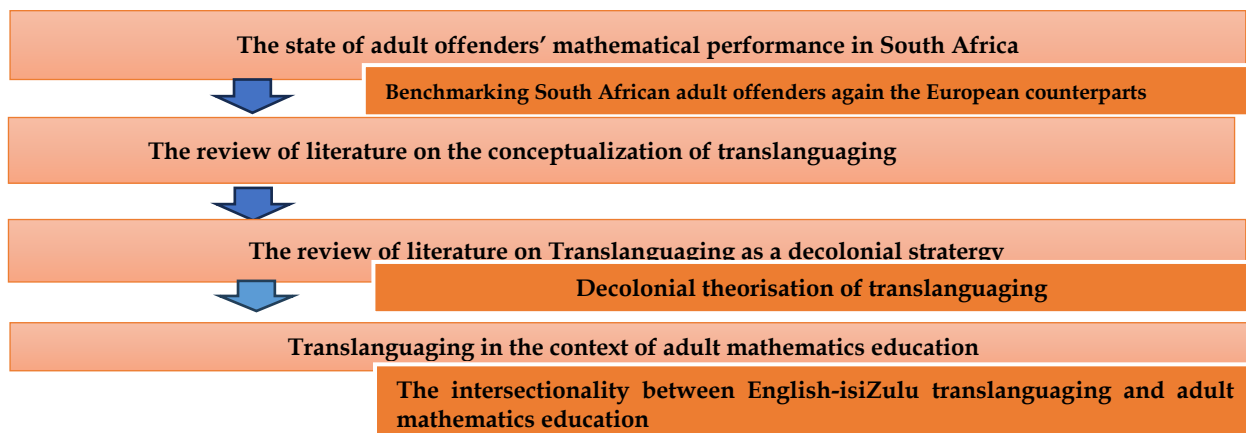 The state of adult offenders’ mathematical performance in South Africa
Benchmarking South African adult offenders again the European counterparts
The review of literature on the conceptualization of translanguaging
The review of literature on Translanguaging as a decolonial stratergy
Decolonial theorisation of translanguaging
Translanguaging in the context of adult mathematics education
The intersectionality between English-isiZulu translanguaging and adult
mathematics education